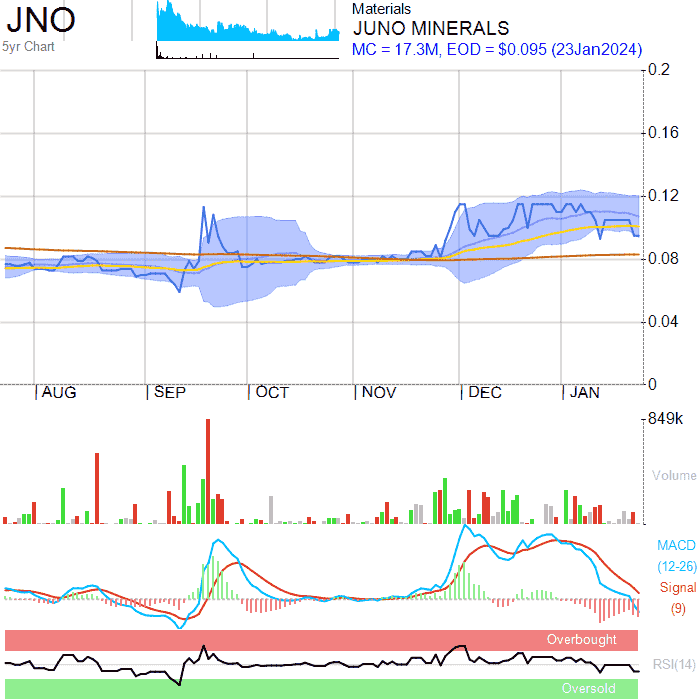 JNO
5yr Chart
Materials
JUNO MINERALS
MC = 17.3M, EOD = $0.095 (23Jan2024)
0.2
0.16
0.12
0.08
0.04
0
AUG SEP OCT NOV DEC JAN
849k
Volume
MACD
(12-26)
Signal
(9)
Overbought
RSI(14)
Oversold